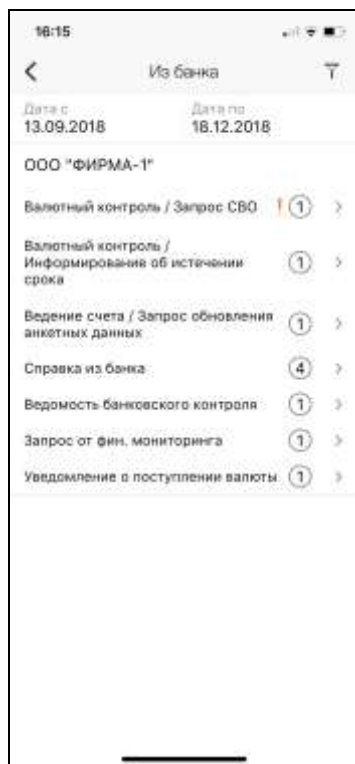 16:15
Из банка
Дата с
Дата по
13.09.2018
18.12.2018
ООО "ФИРМА-1"
Валютный контроль / Запрос СВО ! 1
Валютный контроль /
Информирование об истечении
срока
1
Ведение счета / Запрос обновления
анкетных данных
1
Справка из банка 4
Ведомость банковского контроля 1
Запрос от фин. мониторинга 1
Уведомление о поступлении валюты 1